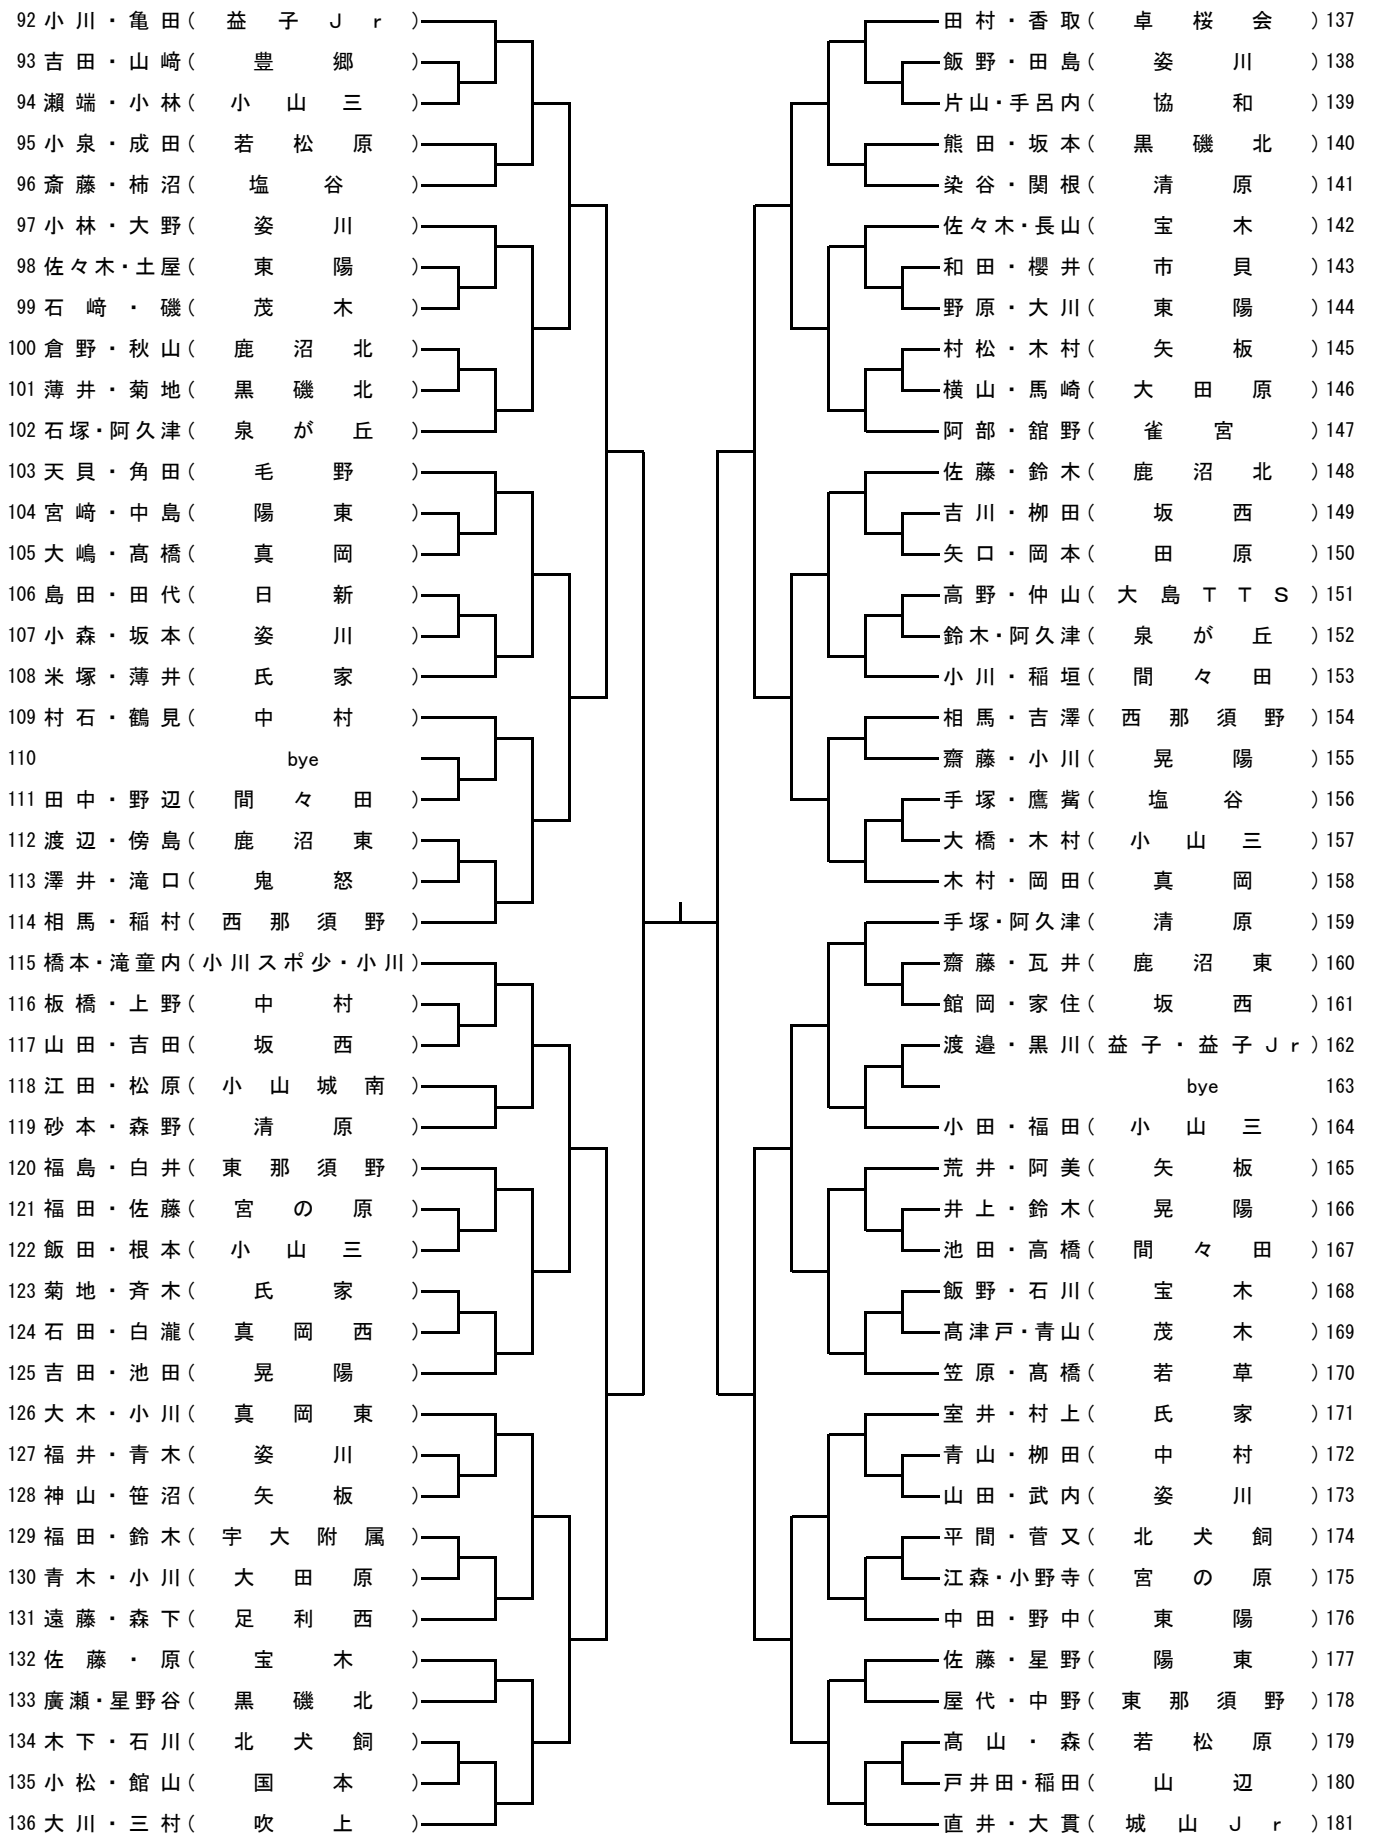 92 小川・亀田(益子Jr)
93 吉田・山﨑(豊郷)
94 瀨端・小林(小山三)
95 小泉・成田(若松原)
96 斎藤・柿沼(塩谷)
97 小林・大野(姿川)
98 佐々木・土屋(東陽)
99 石﨑・磯(茂木)
100 倉野・秋山(鹿沼北)
101 薄井・菊地(黒磯北)
102 石塚・阿久津(泉が丘)
103 天貝・角田(毛野)
104 宮﨑・中島(陽東)
105 大嶋・髙橋(真岡)
106 島田・田代(日新)
107 小森・坂本(姿川)
108 米塚・薄井(氏家)
109 村石・鶴見(中村)
110 bye
111 田中・野辺(間々田)
112 渡辺・傍島(鹿沼東)
113 澤井・滝口(鬼怒)
114 相馬・稲村(西那須野)
115 橋本・滝童内(小川スポ少・小川)
116 板橋・上野(中村)
117 山田・吉田(坂西)
118 江田・松原(小山城南)
119 砂本・森野(清原)
120 福島・白井(東那須野)
121 福田・佐藤(宮の原)
122 飯田・根本(小山三)
123 菊地・斉木(氏家)
124 石田・白瀧(真岡西)
125 吉田・池田(晃陽)
126 大木・小川(真岡東)
127 福井・青木(姿川)
128 神山・笹沼(矢板)
129 福田・鈴木(宇大附属)
130 青木・小川(大田原)
131 遠藤・森下(足利西)
132 佐藤・原(宝木)
133 廣瀬・星野谷(黒磯北)
134 木下・石川(北犬飼)
135 小松・館山(国本)
136 大川・三村(吹上)
田村・香取(卓桜会)137
飯野・田島(姿川)138
片山・手呂内(協和)139
熊田・坂本(黒磯北)140
染谷・関根(清原)141
佐々木・長山(宝木)142
和田・櫻井(市貝)143
野原・大川(東陽)144
村松・木村(矢板)145
横山・馬崎(大田原)146
阿部・舘野(雀宮)147
佐藤・鈴木(鹿沼北)148
吉川・栁田(坂西)149
矢口・岡本(田原)150
高野・仲山(大島TTS)151
鈴木・阿久津(泉が丘)152
小川・稲垣(間々田)153
相馬・吉澤(西那須野)154
齋藤・小川(晃陽)155
手塚・鷹觜(塩谷)156
大橋・木村(小山三)157
木村・岡田(真岡)158
手塚・阿久津(清原)159
齋藤・瓦井(鹿沼東)160
館岡・家住(坂西)161
渡邉・黒川(益子・益子Jr)162
bye 163
小田・福田(小山三)164
荒井・阿美(矢板)165
井上・鈴木(晃陽)166
池田・高橋(間々田)167
飯野・石川(宝木)168
髙津戸・青山(茂木)169
笠原・髙橋(若草)170
室井・村上(氏家)171
青山・栁田(中村)172
山田・武内(姿川)173
平間・菅又(北犬飼)174
江森・小野寺(宮の原)175
中田・野中(東陽)176
佐藤・星野(陽東)177
屋代・中野(東那須野)178
髙山・森(若松原)179
戸井田・稲田(山辺)180
直井・大貫(城山Jr)181